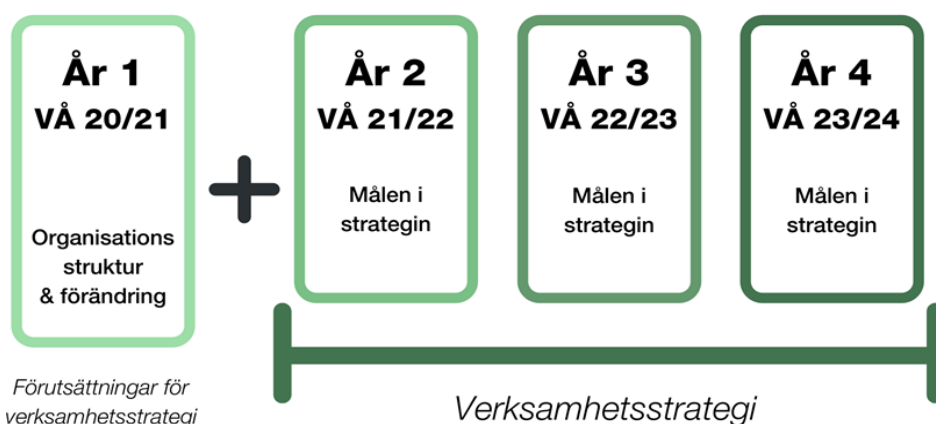 År 1
VÅ 20/21
Organisations
struktur
& förändring
Förutsättningar för
verksamhetsstrategi
År 2
VÅ 21/22
Målen i
strategin
År 3
VÅ 22/23
Målen i
strategin
År 4
VÅ 23/24
Målen i
strategin
Verksamhetsstrategi